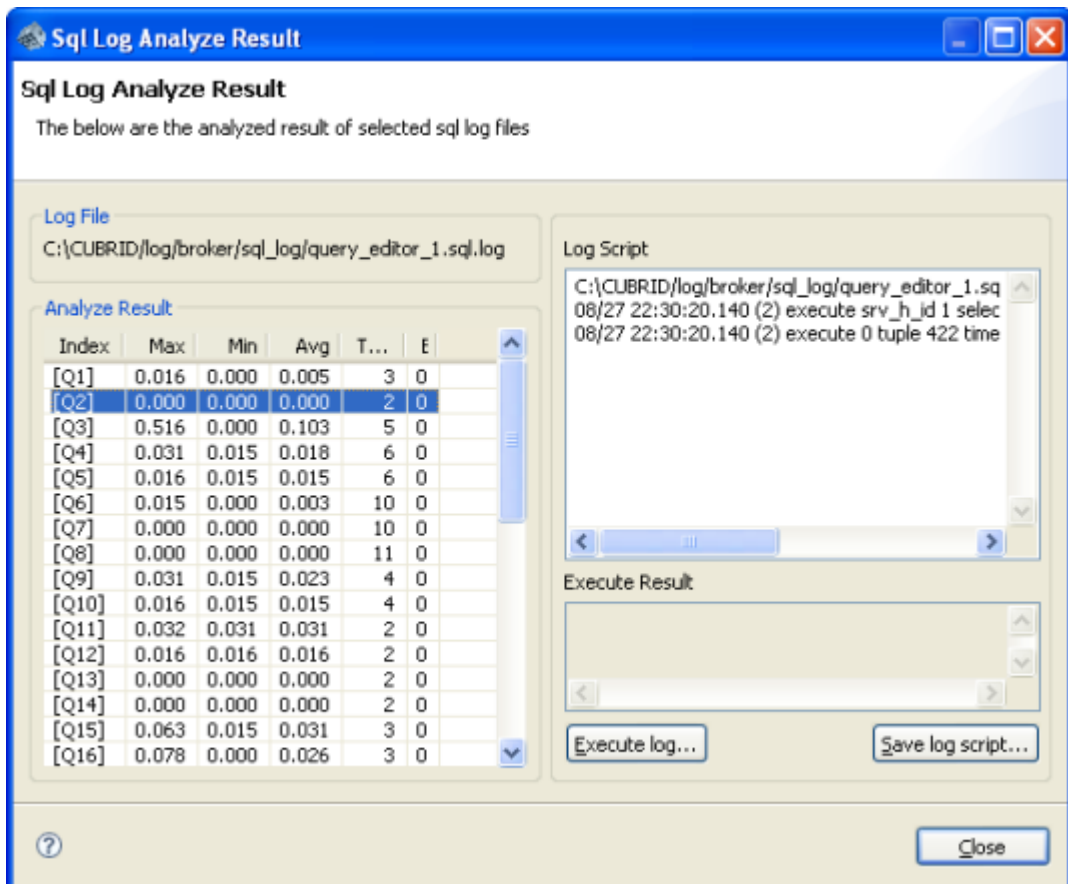 Sql Log Analyze Result
Sql Log Analyze Result
The below are the analyzed result of selected sql log files
Log File
C:\CUBRID/log/broker/sql_log/query_editor_1.sql.log
Analyze Result
Index Max Min Avg T... E
[Q1] 0.016 0.000 0.005 3 0
[Q2] 0.000 0.000 0.000 2 0
[Q3] 0.516 0.000 0.103 5 0
[Q4] 0.031 0.015 0.018 6 0
[Q5] 0.016 0.015 0.015 6 0
[Q6] 0.015 0.000 0.003 10 0
[Q7] 0.000 0.000 0.000 10 0
[Q8] 0.000 0.000 0.000 11 0
[Q9] 0.031 0.015 0.023 4 0
[Q10] 0.016 0.015 0.015 4 0
[Q11] 0.032 0.031 0.031 2 0
[Q12] 0.016 0.016 0.016 2 0
[Q13] 0.000 0.000 0.000 2 0
[Q14] 0.000 0.000 0.000 2 0
[Q15] 0.063 0.015 0.031 3 0
[Q16] 0.078 0.000 0.026 3 0
Log Script
C:\CUBRID/log/broker/sql_log/query_editor_1.sq
08/27 22:30:20.140 (2) execute srv_h_id 1 selec
08/27 22:30:20.140 (2) execute 0 tuple 422 time
Execute Result
Execute log...
Save log script...
Close